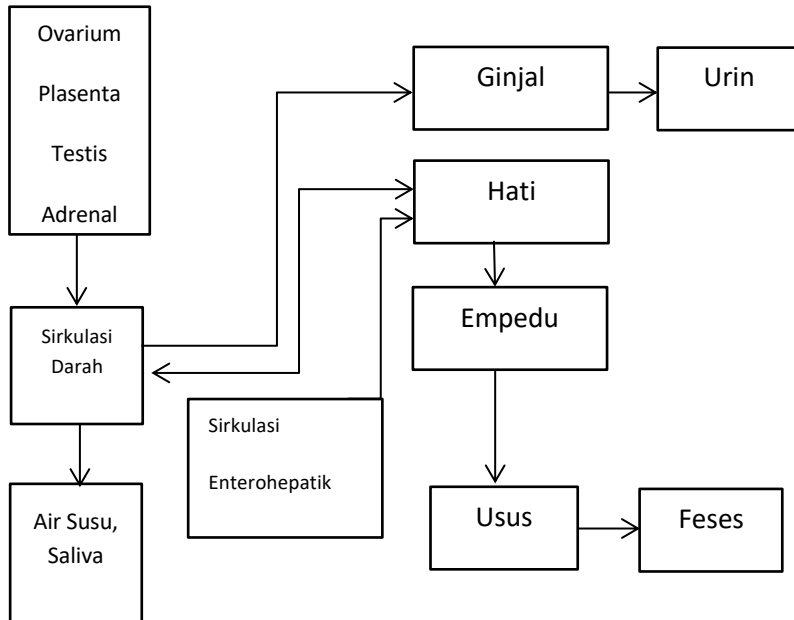 Ovarium
Plasenta
Testis
Adrenal
Ginjal
Urin
Hati
Sirkulasi
Darah
Empedu
Sirkulasi
Enterohepatik
Air Susu,
Saliva
Usus
Feses